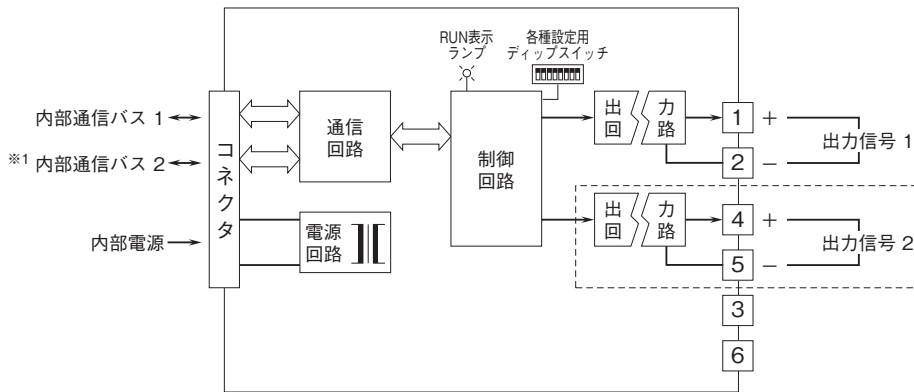 RUN表示
ランプ
各種設定用
ディップスイッチ
内部通信バス 1
※1 内部通信バス 2
内部電源
コネクタ
通信
回路
電源
回路
制御
回路
出力
回路
1 +
2 −
出力信号 1
出力
回路
4 +
5 −
出力信号 2
3
6